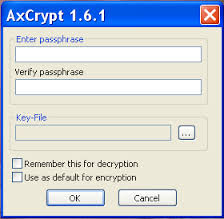 AxCrypt 1.6.1
Enter passphrase
Verify passphrase
Key-File
...
Remember this for decryption
Use as default for encryption
OK Cancel